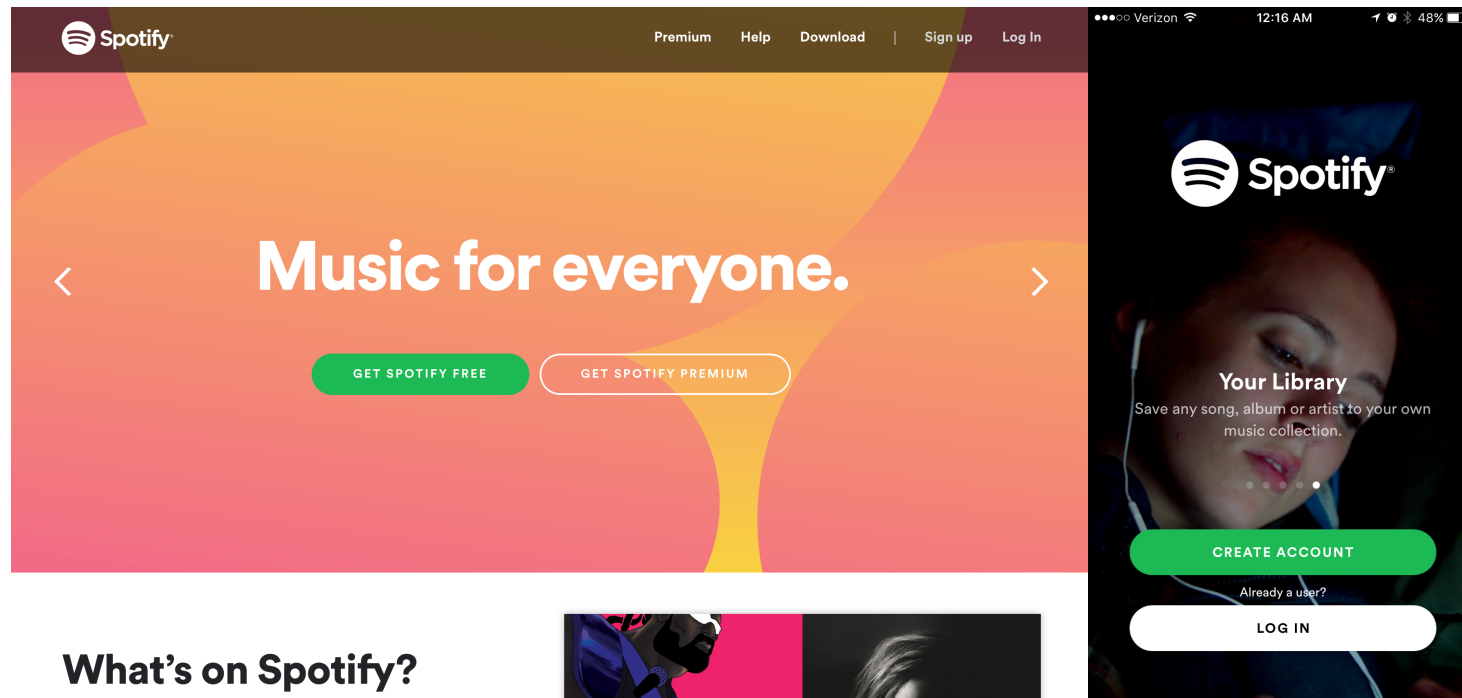 Spotify®
Premium Help Download | Sign up Log In
Music for everyone.
GET SPOTIFY FREE
GET SPOTIFY PREMIUM
What's on Spotify?
Verizon 12:16 AM 48%
Spotify®
Your Library
Save any song, album or artist to your own
music collection.
CREATE ACCOUNT
Already a user?
LOG IN